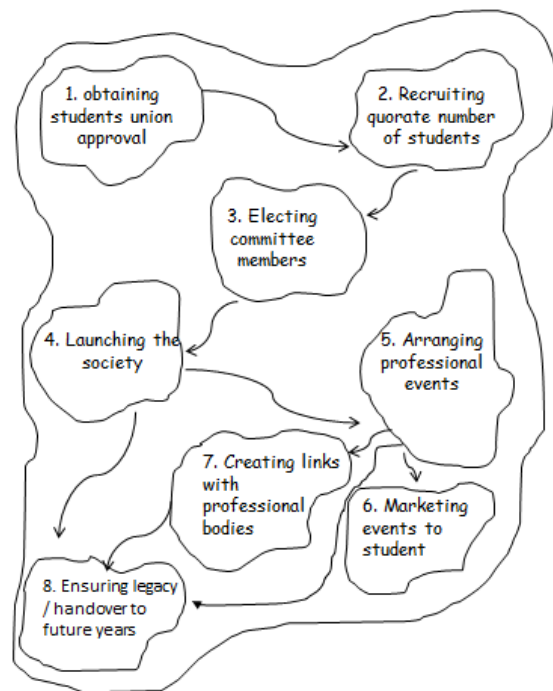 1. obtaining
students union
approval
2. Recruiting
quorate number
of students
3. Electing
committee
members
4. Launching the
society
5. Arranging
professional
events
6. Marketing
events to
student
7. Creating links
with
professional
bodies
8. Ensuring legacy
/ handover to
future years